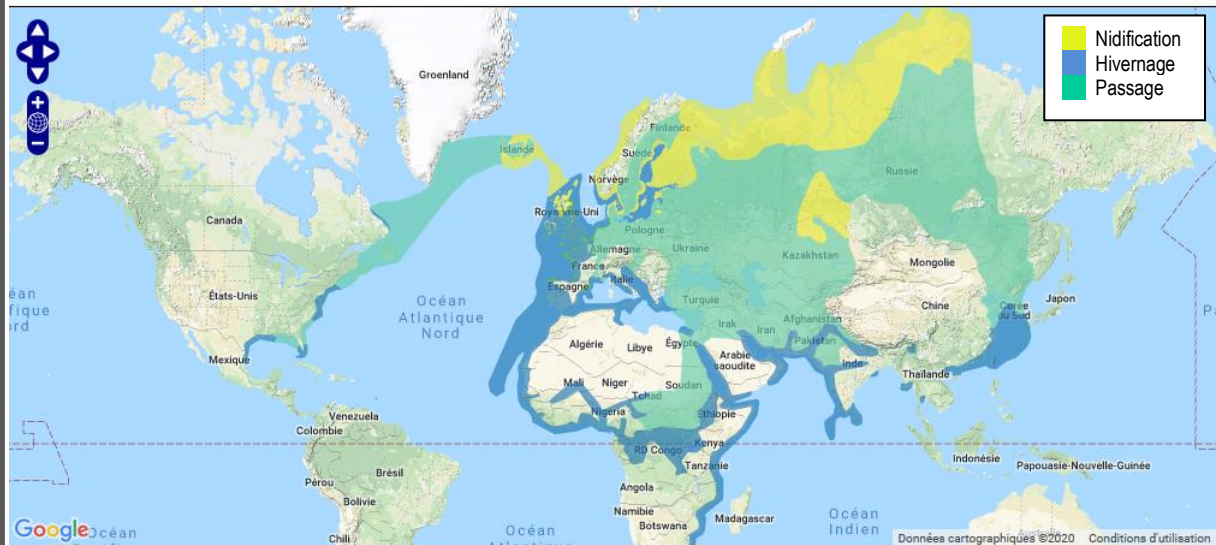 Nidification
Hivernage
Passage
Groenland
Islande
Finlande
Suède
Norvège
Russie
Canada
Pologne
Allemagne
Ukraine
France
Kazakhstan
Mongolie
Italie
Espagne
États-Unis
Océan
Atlantique
Nord
Turquie
Chine
Japon
Corée
du Sud
Afghanistan
Irak
Iran
Pakistan
Algérie
Libye
Égypte
Arabie
saoudite
Inde
Mexique
Mali
Niger
Tchad
Soudan
Thaïlande
Nigeria
Éthiopie
Venezuela
Colombie
RD Congo
Kenya
Tanzanie
Indonésie
Papouasie-Nouvelle-Guinée
Brésil
Pérou
Angola
Bolivie
Namibie
Botswana
Madagascar
Océan
Indien
Chili
Google
Océan
Océan
Données cartographiques ©2020 Conditions d'utilisation